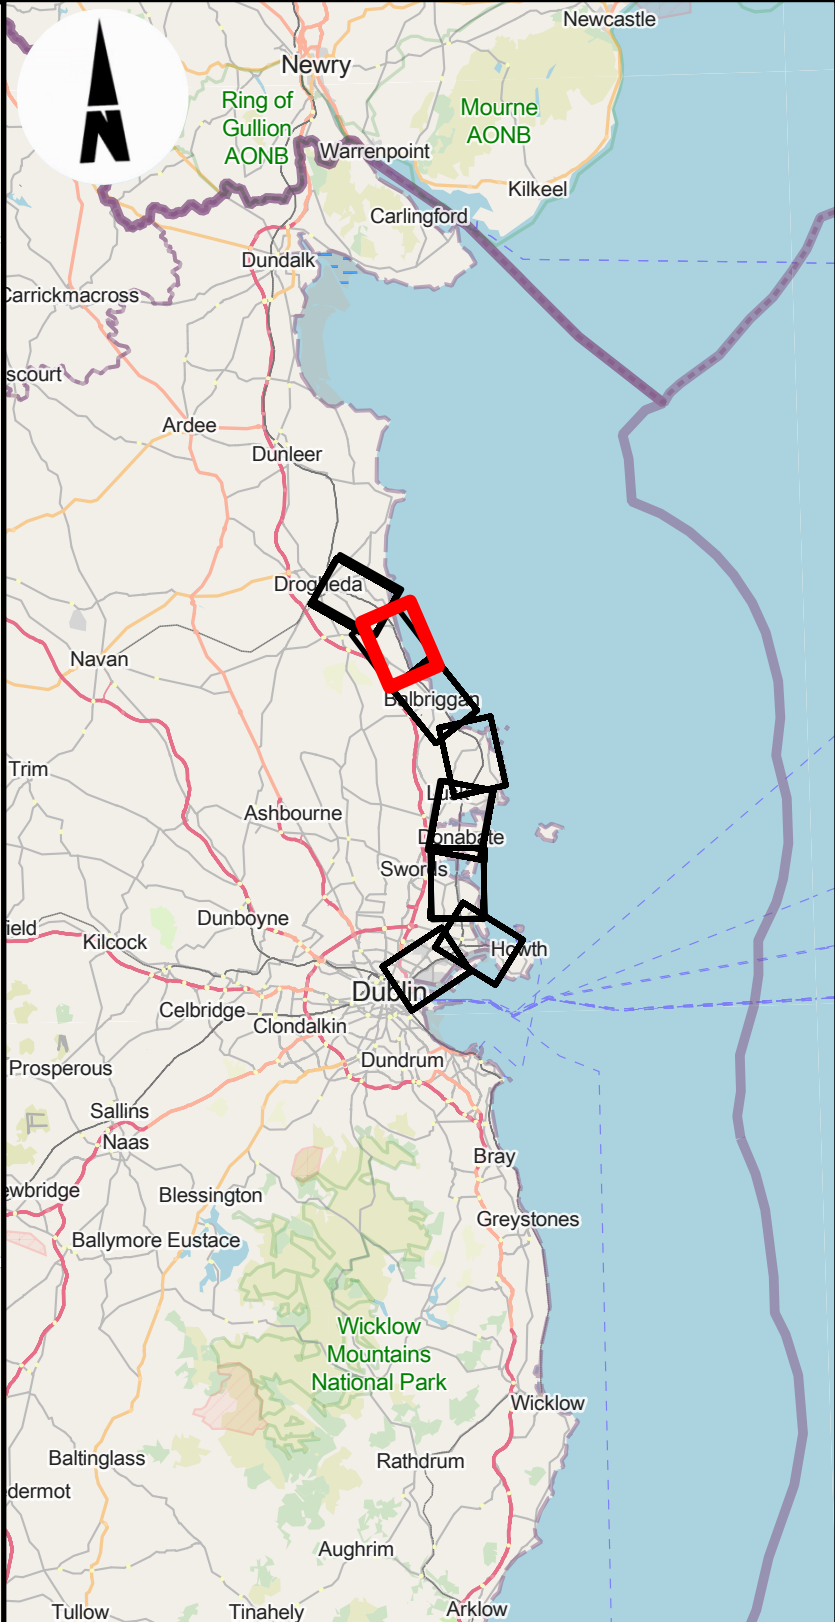 Newcastle
Newry
Ring of
Gullion
AONB
Mourne
AONB
N
Warrenpoint
Kilkeel
Carlingford
Dundalk
Carrickmacross
scourt
Ardee
Dunleer
Drogheda
Navan
Balbriggan
Trim
Lusk
Ashbourne
Donabate
Swords
Dunboyne
ield
Kilcock
Howth
Dublin
Celbridge
Clondalkin
Dundrum
Prosperous
Sallins
Naas
Bray
ewbridge
Blessington
Greystones
Ballymore Eustace
Wicklow
Mountains
National Park
Wicklow
Baltinglass
Rathdrum
dermot
Aughrim
Tullow
Tinahely
Arklow